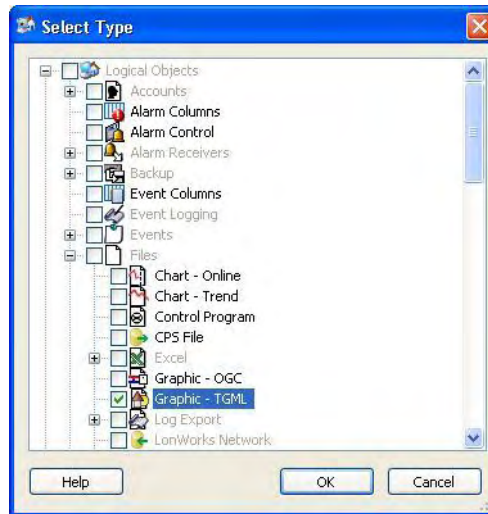 Select Type
Logical Objects
Accounts
Alarm Columns
Alarm Control
Alarm Receivers
Backup
Event Columns
Event Logging
Events
Files
Chart - Online
Chart - Trend
Control Program
CPS File
Excel
Graphic - OGC
Graphic - TGML
Log Export
LonWorks Network
Help OK Cancel